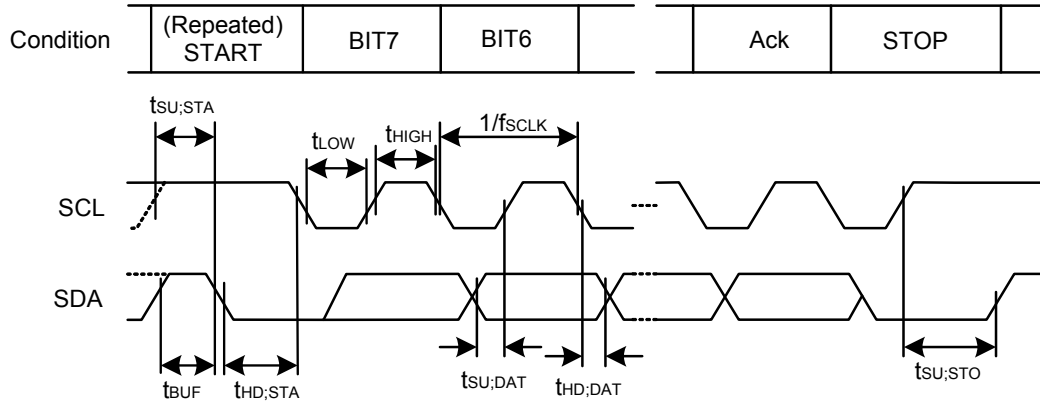 Condition
(Repeated)
START
BIT7
BIT6
Ack
STOP
tSU;STA
tLOW
tHIGH
1/fSCLK
SCL
SDA
tBUF
tHD;STA
tSU;DAT
tHD;DAT
tSU;STO